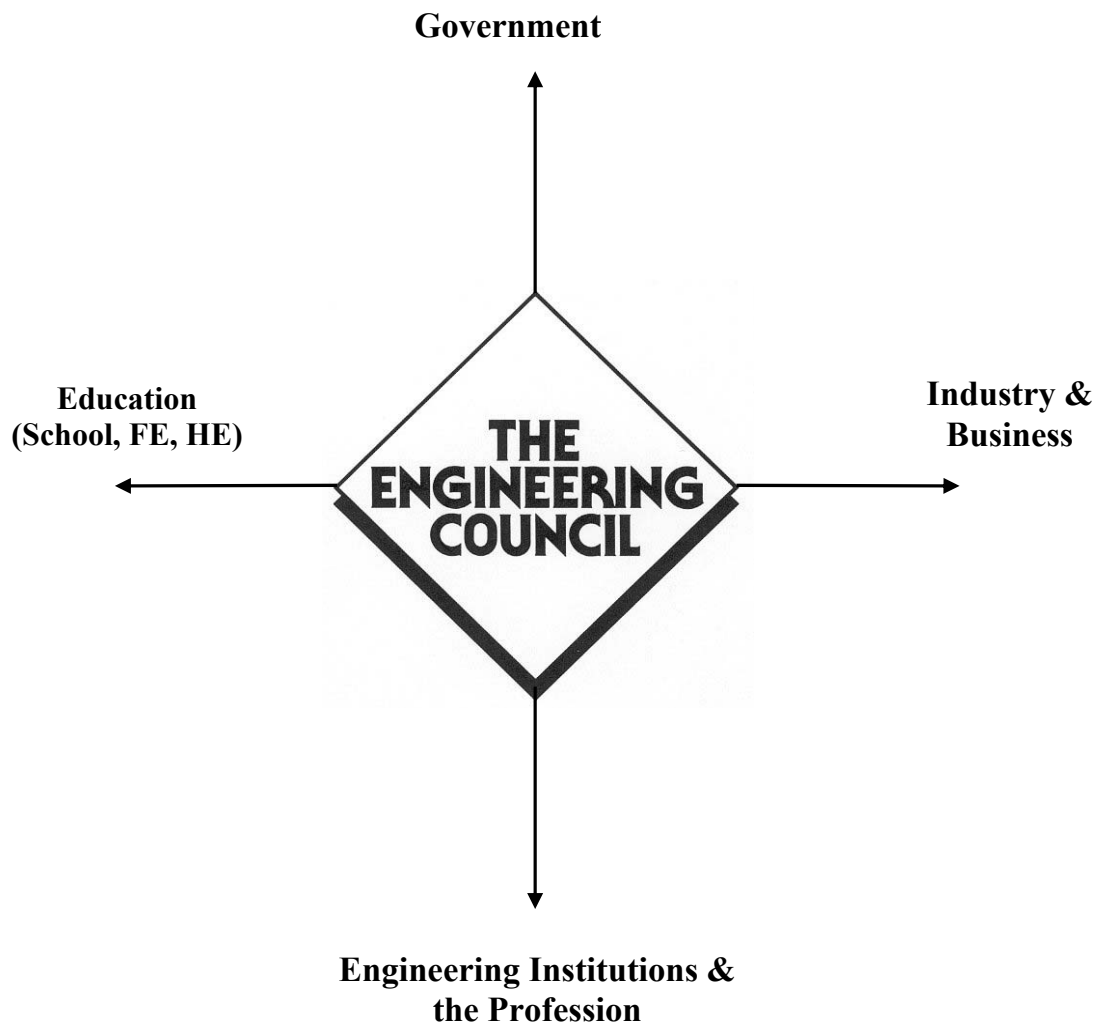 Government
Education
(School, FE, HE)
Industry &
Business
THE
ENGINEERING
COUNCIL
Engineering Institutions &
the Profession